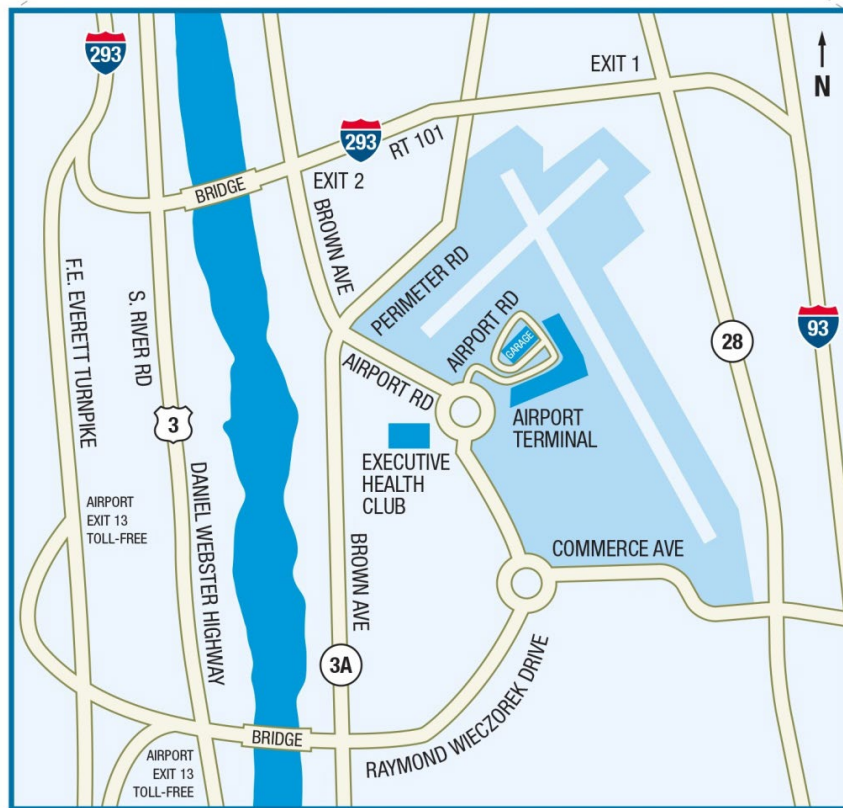 293
EXIT 1
N
293
RT 101
BRIDGE
EXIT 2
BROWN AVE
PERIMETER RD
F.E. EVERETT TURNPIKE
S. RIVER RD
AIRPORT RD
GARAGE
28
93
AIRPORT RD
3
AIRPORT
TERMINAL
EXECUTIVE
HEALTH
CLUB
DANIEL WEBSTER HIGHWAY
AIRPORT
EXIT 13
TOLL-FREE
BROWN AVE
COMMERCE AVE
3A
RAYMOND WIECZOREK DRIVE
BRIDGE
AIRPORT
EXIT 13
TOLL-FREE